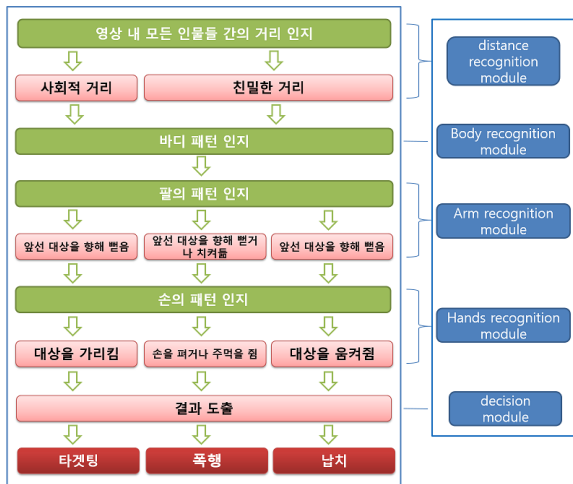 영상 내 모든 인물들 간의 거리 인지
사회적 거리
친밀한 거리
바디 패턴 인지
팔의 패턴 인지
앞선 대상을 향해 뻗음
앞선 대상을 향해 뻗거
나 치켜듦
앞선 대상을 향해 뻗음
손의 패턴 인지
대상을 가리킴
손을 펴거나 주먹을 쥠
대상을 움켜쥠
결과 도출
타겟팅
폭행
납치
distance
recognition
module
Body recognition
module
Arm recognition
module
Hands recognition
module
decision
module